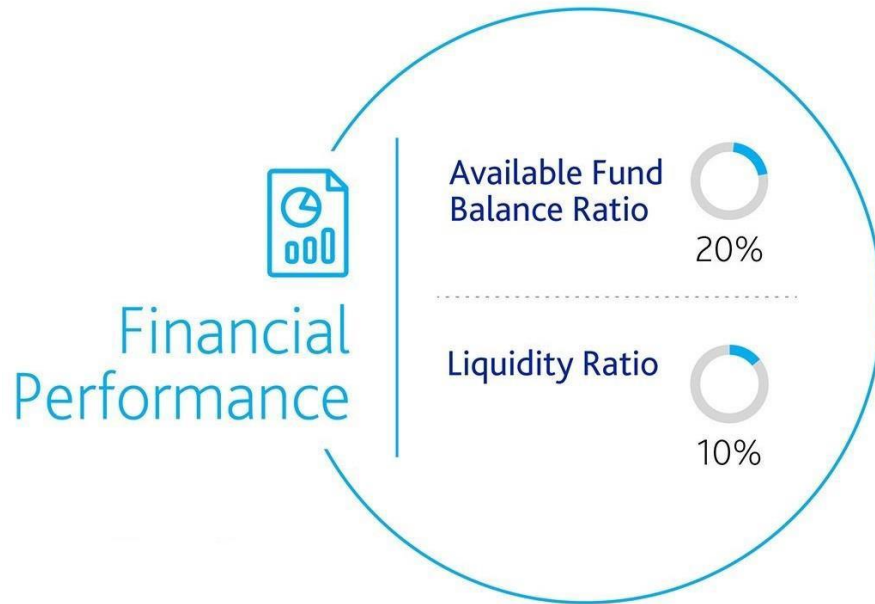 Financial
Performance
Available Fund
Balance Ratio
20%
Liquidity Ratio
10%